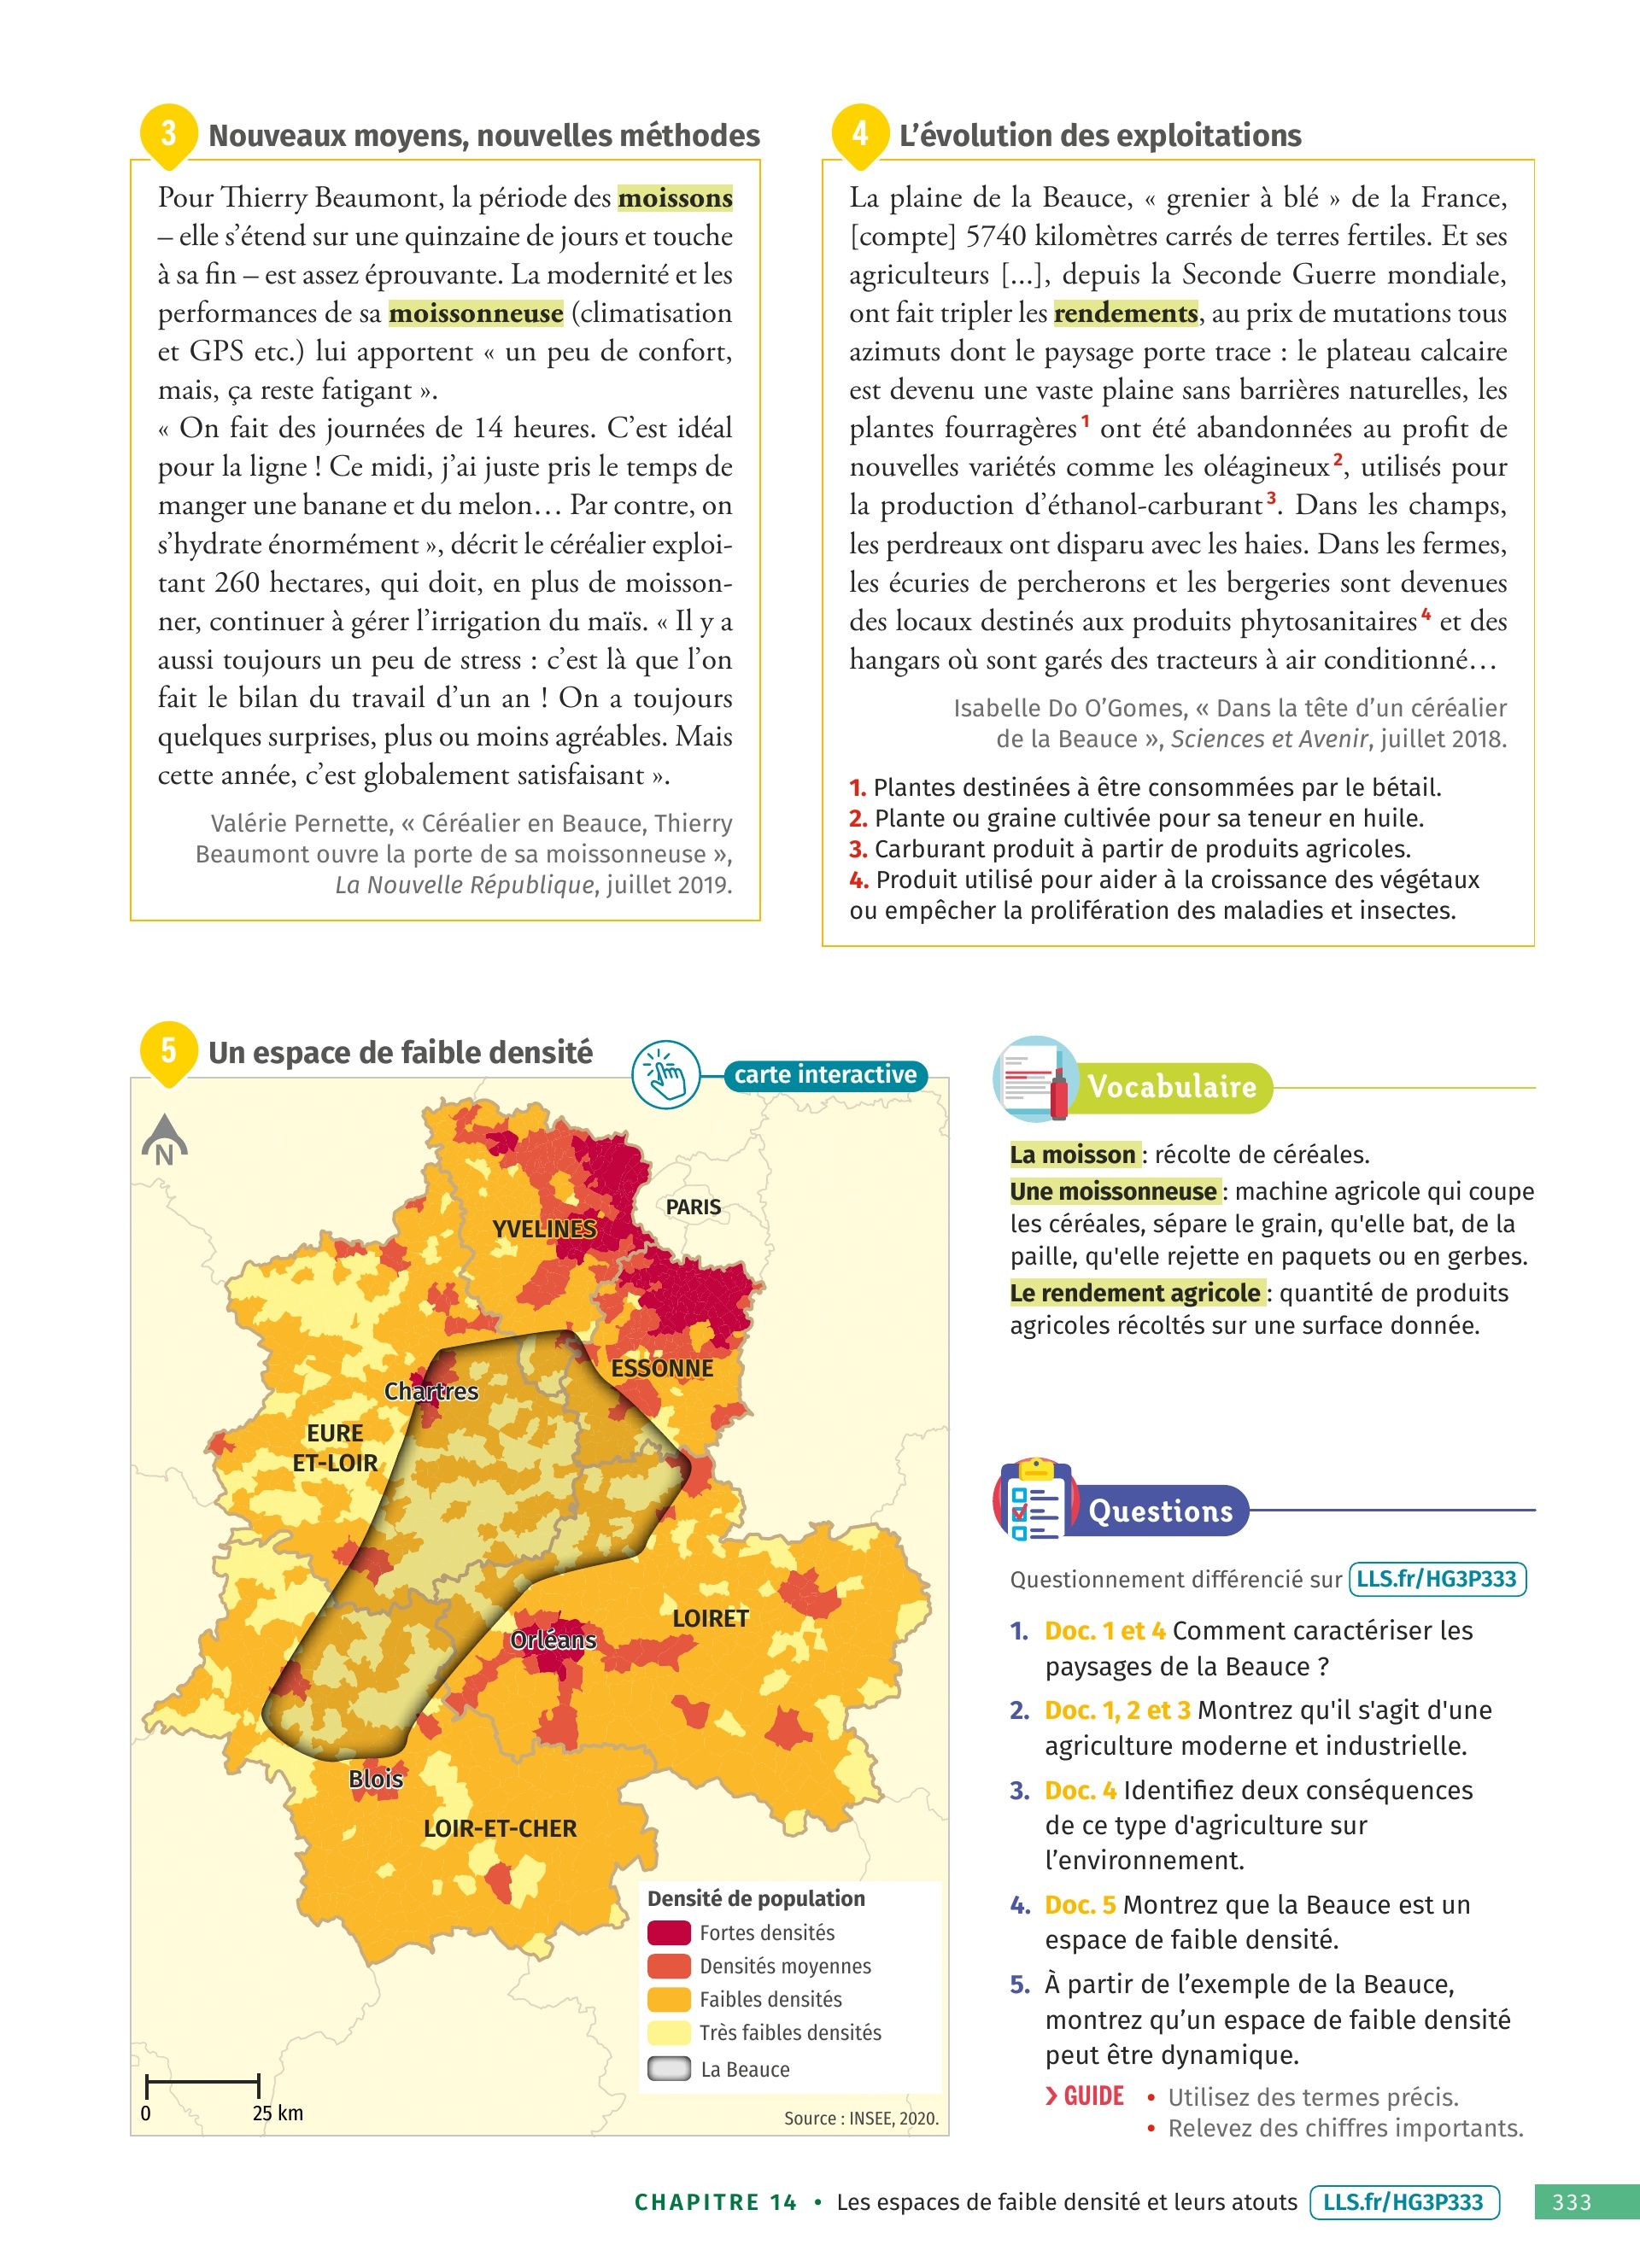 3 Nouveaux moyens, nouvelles méthodes
Pour Thierry Beaumont, la période des moissons
– elle s’étend sur une quinzaine de jours et touche
à sa fin – est assez éprouvante. La modernité et les
performances de sa moissonneuse (climatisation
et GPS etc.) lui apportent « un peu de confort,
mais, ça reste fatigant ».
« On fait des journées de 14 heures. C’est idéal
pour la ligne ! Ce midi, j’ai juste pris le temps de
manger une banane et du melon… Par contre, on
s’hydrate énormément », décrit le céréalier exploi-
tant 260 hectares, qui doit, en plus de moisson-
ner, continuer à gérer l’irrigation du maïs. « Il y a
aussi toujours un peu de stress : c’est là que l’on
fait le bilan du travail d’un an ! On a toujours
quelques surprises, plus ou moins agréables. Mais
cette année, c’est globalement satisfaisant ».
Valérie Pernette, « Céréalier en Beauce, Thierry
Beaumont ouvre la porte de sa moissonneuse »,
La Nouvelle République, juillet 2019.
4 L’évolution des exploitations
La plaine de la Beauce, « grenier à blé » de la France,
[compte] 5740 kilomètres carrés de terres fertiles. Et ses
agriculteurs [...], depuis la Seconde Guerre mondiale,
ont fait tripler les rendements, au prix de mutations tous
azimuts dont le paysage porte trace : le plateau calcaire
est devenu une vaste plaine sans barrières naturelles, les
plantes fourragères1 ont été abandonnées au profit de
nouvelles variétés comme les oléagineux2, utilisés pour
la production d’éthanol-carburant3. Dans les champs,
les perdreaux ont disparu avec les haies. Dans les fermes,
les écuries de percherons et les bergeries sont devenues
des locaux destinés aux produits phytosanitaires4 et des
hangars où sont garés des tracteurs à air conditionné…
Isabelle Do O’Gomes, « Dans la tête d’un céréalier
de la Beauce », Sciences et Avenir, juillet 2018.
1. Plantes destinées à être consommées par le bétail.
2. Plante ou graine cultivée pour sa teneur en huile.
3. Carburant produit à partir de produits agricoles.
4. Produit utilisé pour aider à la croissance des végétaux
ou empêcher la prolifération des maladies et insectes.
5 Un espace de faible densité
carte interactive
N
PARIS
YVELINES
ESSONNE
Chartres
EURE
ET-LOIR
LOIRET
Orléans
Blois
LOIR-ET-CHER
Densité de population
Fortes densités
Densités moyennes
Faibles densités
Très faibles densités
La Beauce
0 25 km
Source : INSEE, 2020.
Vocabulaire
La moisson : récolte de céréales.
Une moissonneuse : machine agricole qui coupe
les céréales, sépare le grain, qu'elle bat, de la
paille, qu'elle rejette en paquets ou en gerbes.
Le rendement agricole : quantité de produits
agricoles récoltés sur une surface donnée.
Questions
Questionnement différencié sur LLS.fr/HG3P333
1. Doc. 1 et 4 Comment caractériser les
paysages de la Beauce ?
2. Doc. 1, 2 et 3 Montrez qu'il s'agit d'une
agriculture moderne et industrielle.
3. Doc. 4 Identifiez deux conséquences
de ce type d'agriculture sur
l’environnement.
4. Doc. 5 Montrez que la Beauce est un
espace de faible densité.
5. À partir de l’exemple de la Beauce,
montrez qu’un espace de faible densité
peut être dynamique.
› GUIDE • Utilisez des termes précis.
• Relevez des chiffres importants.
CHAPITRE 14 • Les espaces de faible densité et leurs atouts LLS.fr/HG3P333 333